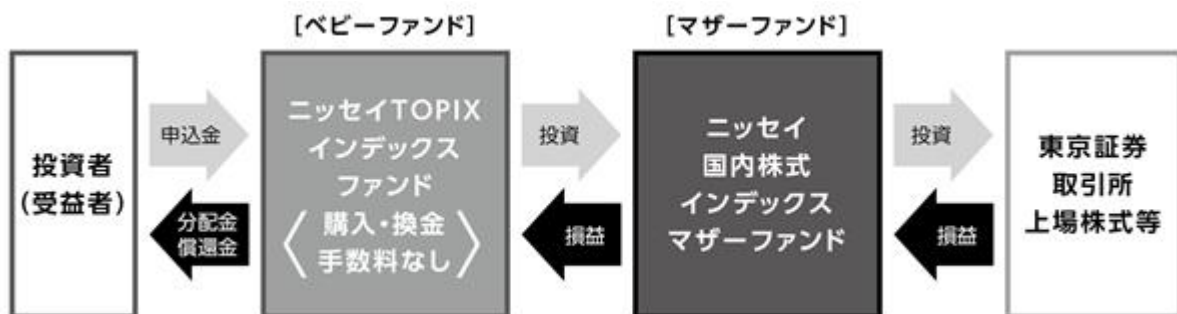 [ベビーファンド]
[マザーファンド]
投資者
(受益者)
申込金
分配金
償還金
ニッセイTOPIX
インデックス
ファンド
〈購入・換金
手数料なし〉
投資
損益
ニッセイ
国内株式
インデックス
マザーファンド
投資
損益
東京証券
取引所
上場株式等